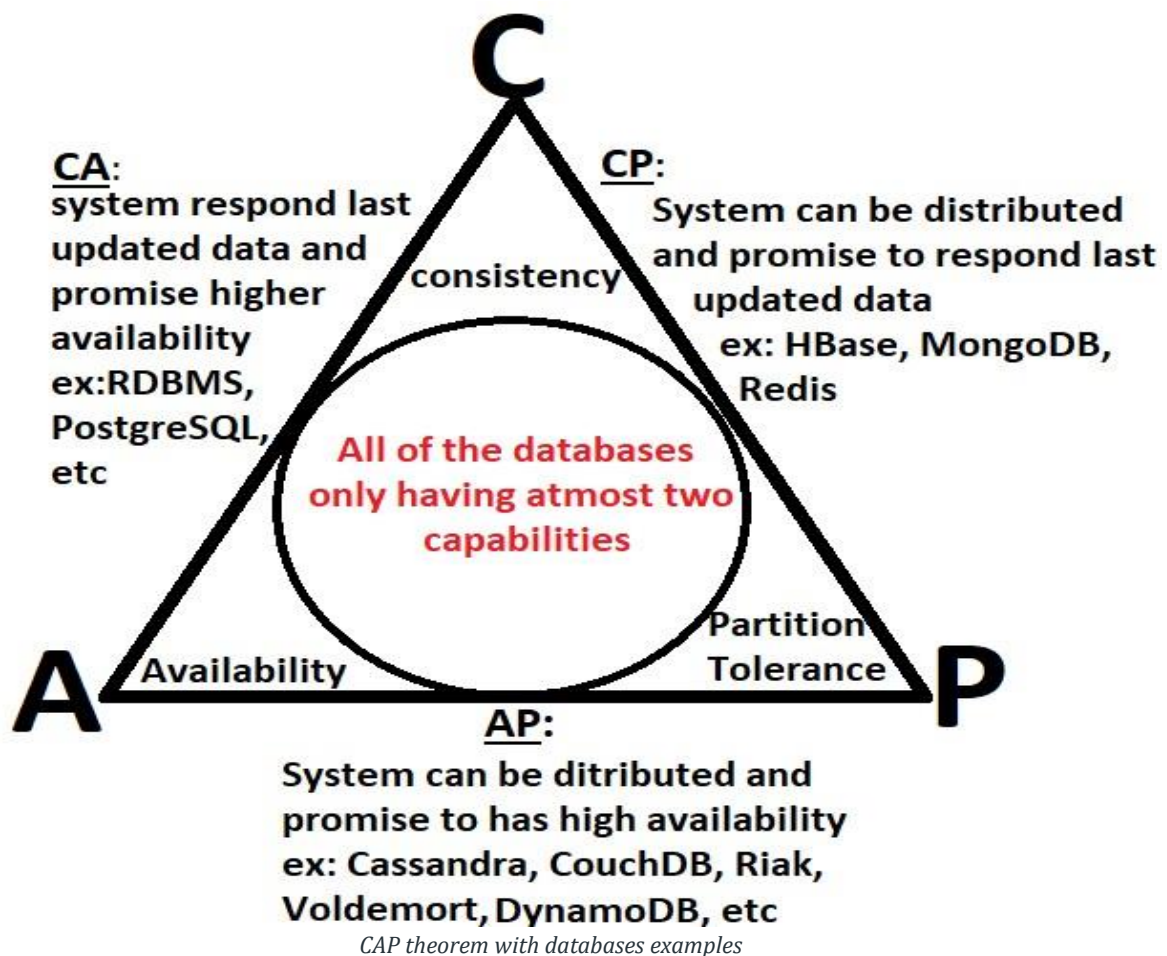 C
CA:
system respond last
updated data and
promise higher
availability
ex:RDBMS,
PostgreSQL,
etc
CP:
System can be distributed
and promise to respond last
updated data
ex: HBase, MongoDB,
Redis
consistency
All of the databases
only having atmost two
capabilities
A
Availability
Partition
Tolerance
P
AP:
System can be ditributed and
promise to has high availability
ex: Cassandra, CouchDB, Riak,
Voldemort, DynamoDB, etc
CAP theorem with databases examples